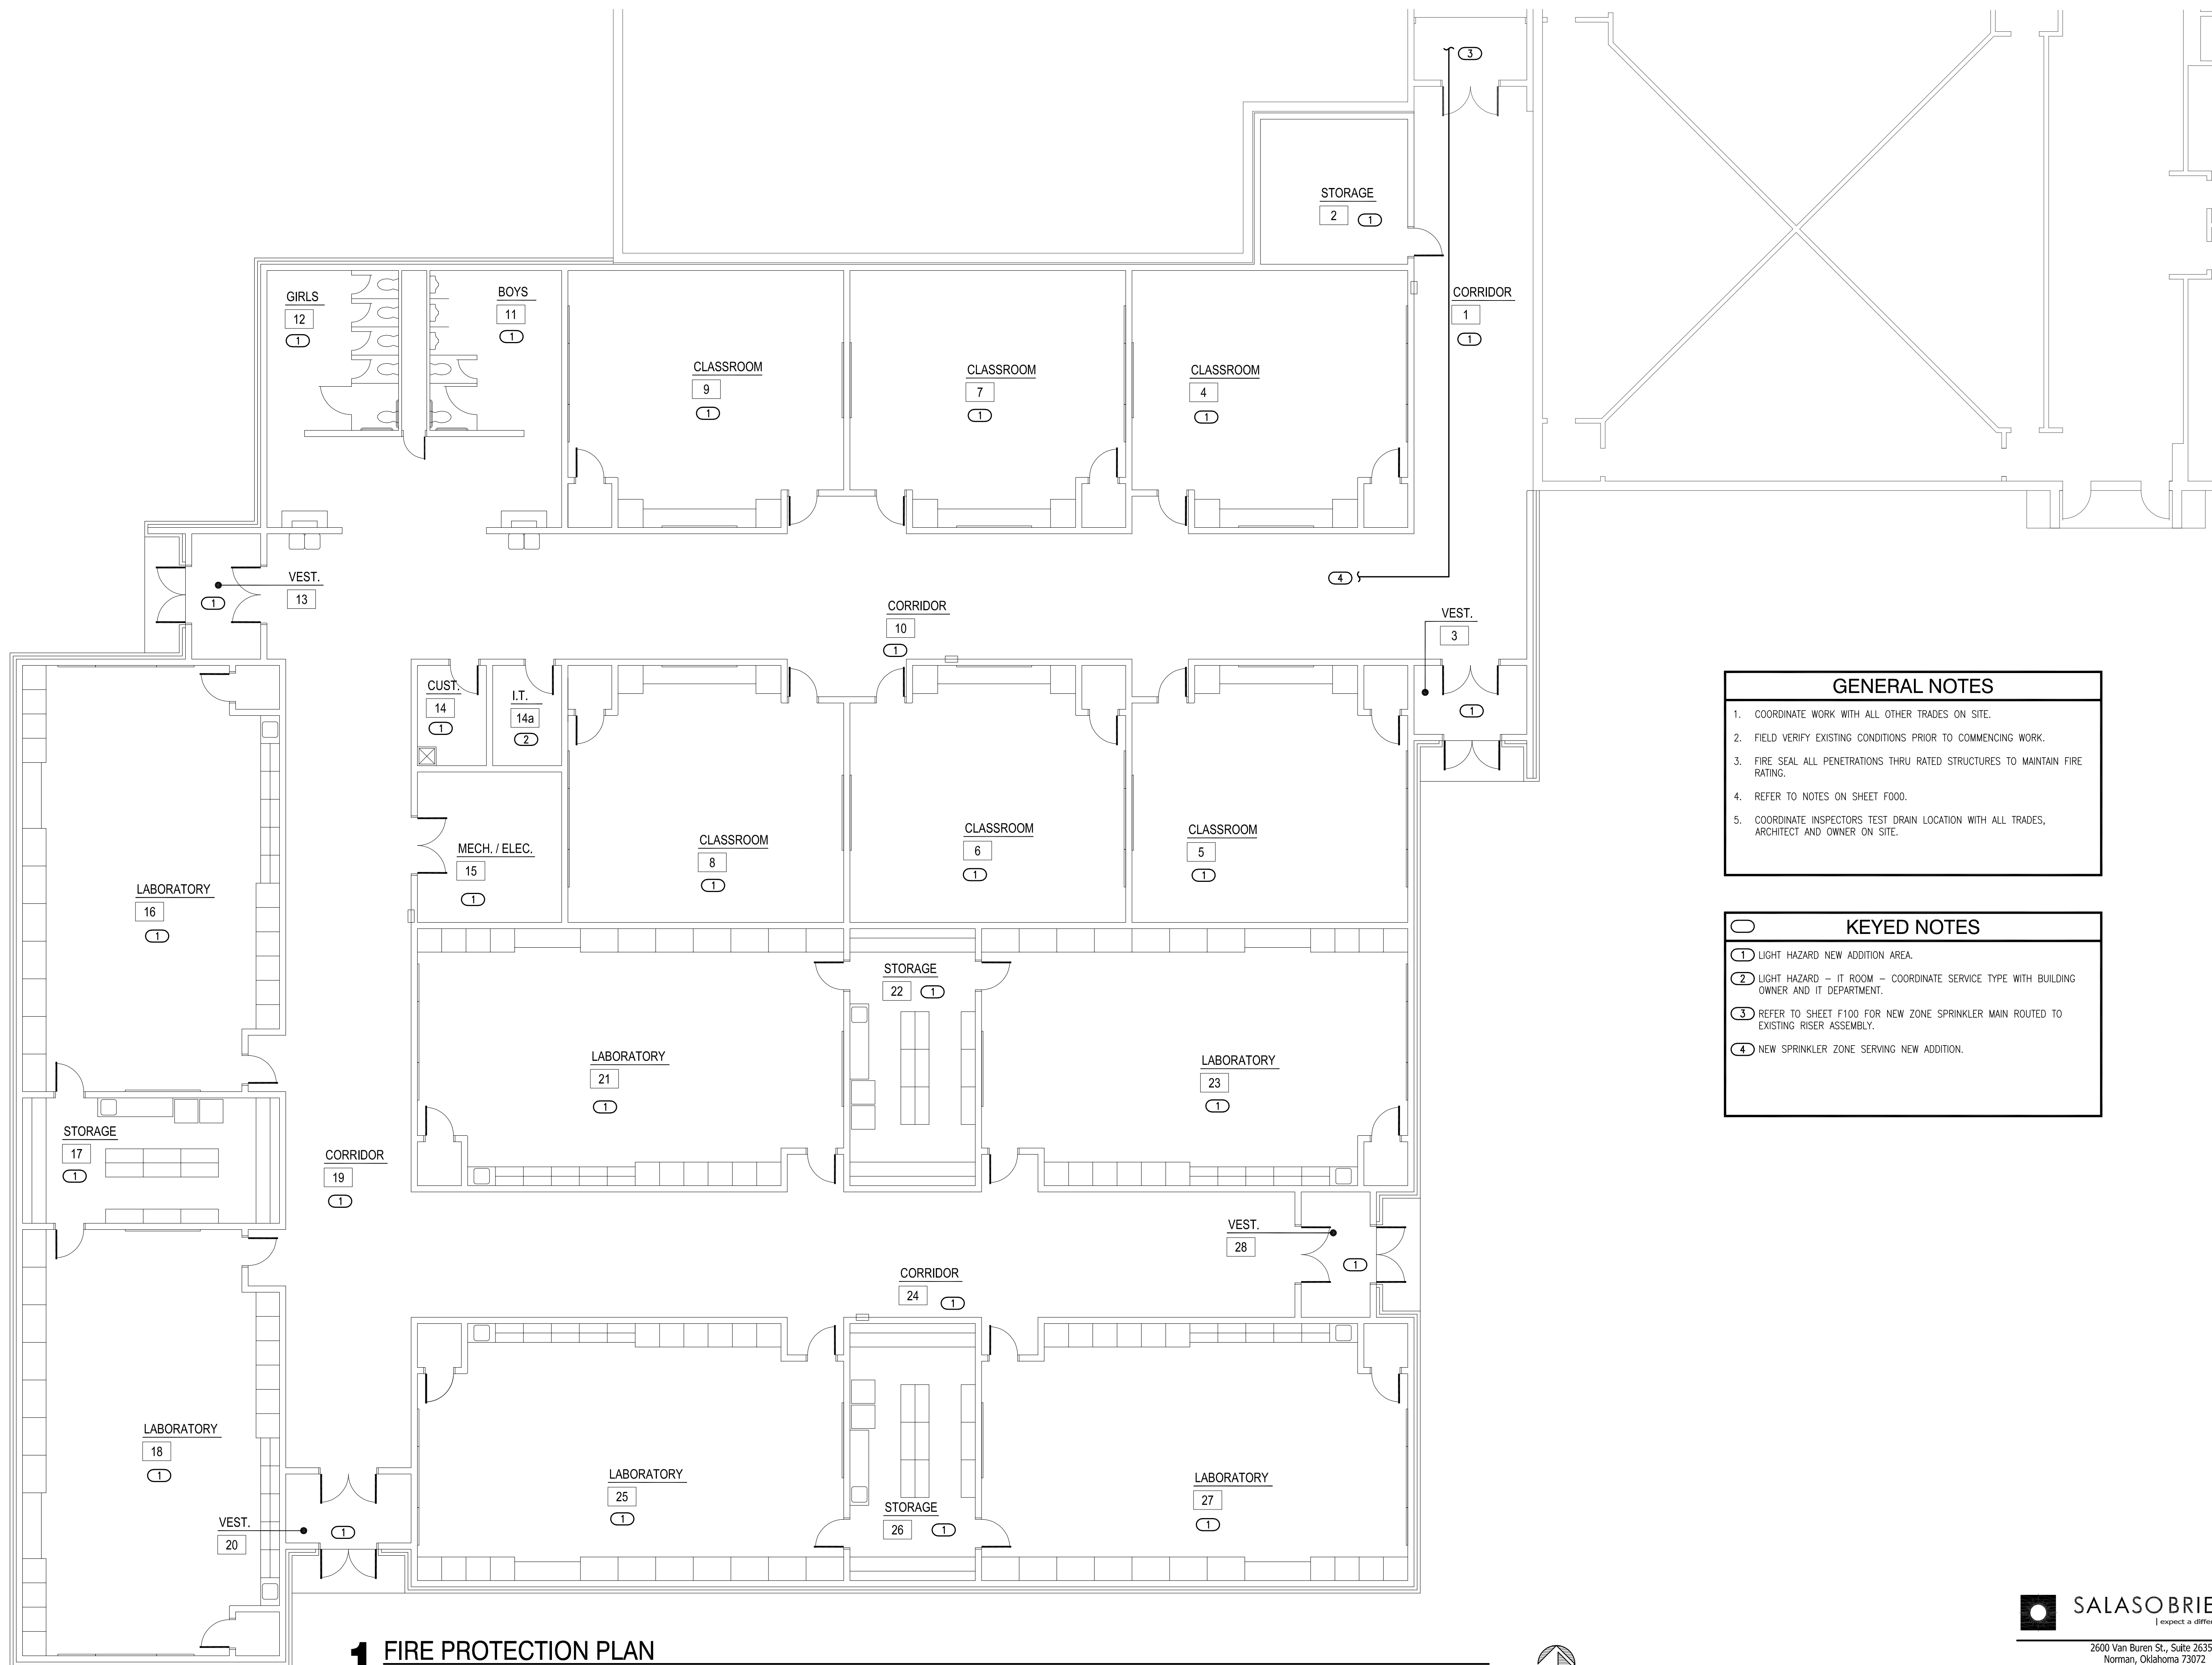 3
STORAGE
2 1
GIRLS
12
1
BOYS
11
1
CORRIDOR
1
1
CLASSROOM
9
1
CLASSROOM
7
1
CLASSROOM
4
1
4
VEST.
13
1
CORRIDOR
10
1
VEST.
3
1
CUST.
14
1
I.T.
14a
2
CLASSROOM
8
1
CLASSROOM
6
1
CLASSROOM
5
1
MECH. / ELEC.
15
1
LABORATORY
16
1
STORAGE
22 1
LABORATORY
21
1
LABORATORY
23
1
STORAGE
17
1
CORRIDOR
19
1
VEST.
28
1
CORRIDOR
24 1
LABORATORY
18
1
LABORATORY
25
1
STORAGE
26 1
LABORATORY
27
1
VEST.
20
1
GENERAL NOTES
1. COORDINATE WORK WITH ALL OTHER TRADES ON SITE.
2. FIELD VERIFY EXISTING CONDITIONS PRIOR TO COMMENCING WORK.
3. FIRE SEAL ALL PENETRATIONS THRU RATED STRUCTURES TO MAINTAIN FIRE
RATING.
4. REFER TO NOTES ON SHEET F000.
5. COORDINATE INSPECTORS TEST DRAIN LOCATION WITH ALL TRADES,
ARCHITECT AND OWNER ON SITE.
KEYED NOTES
1 LIGHT HAZARD NEW ADDITION AREA.
2 LIGHT HAZARD – IT ROOM – COORDINATE SERVICE TYPE WITH BUILDING
OWNER AND IT DEPARTMENT.
3 REFER TO SHEET F100 FOR NEW ZONE SPRINKLER MAIN ROUTED TO
EXISTING RISER ASSEMBLY.
4 NEW SPRINKLER ZONE SERVING NEW ADDITION.
1 FIRE PROTECTION PLAN
SALASOBRIE
| expect a differ
2600 Van Buren St., Suite 2635
Norman, Oklahoma 73072